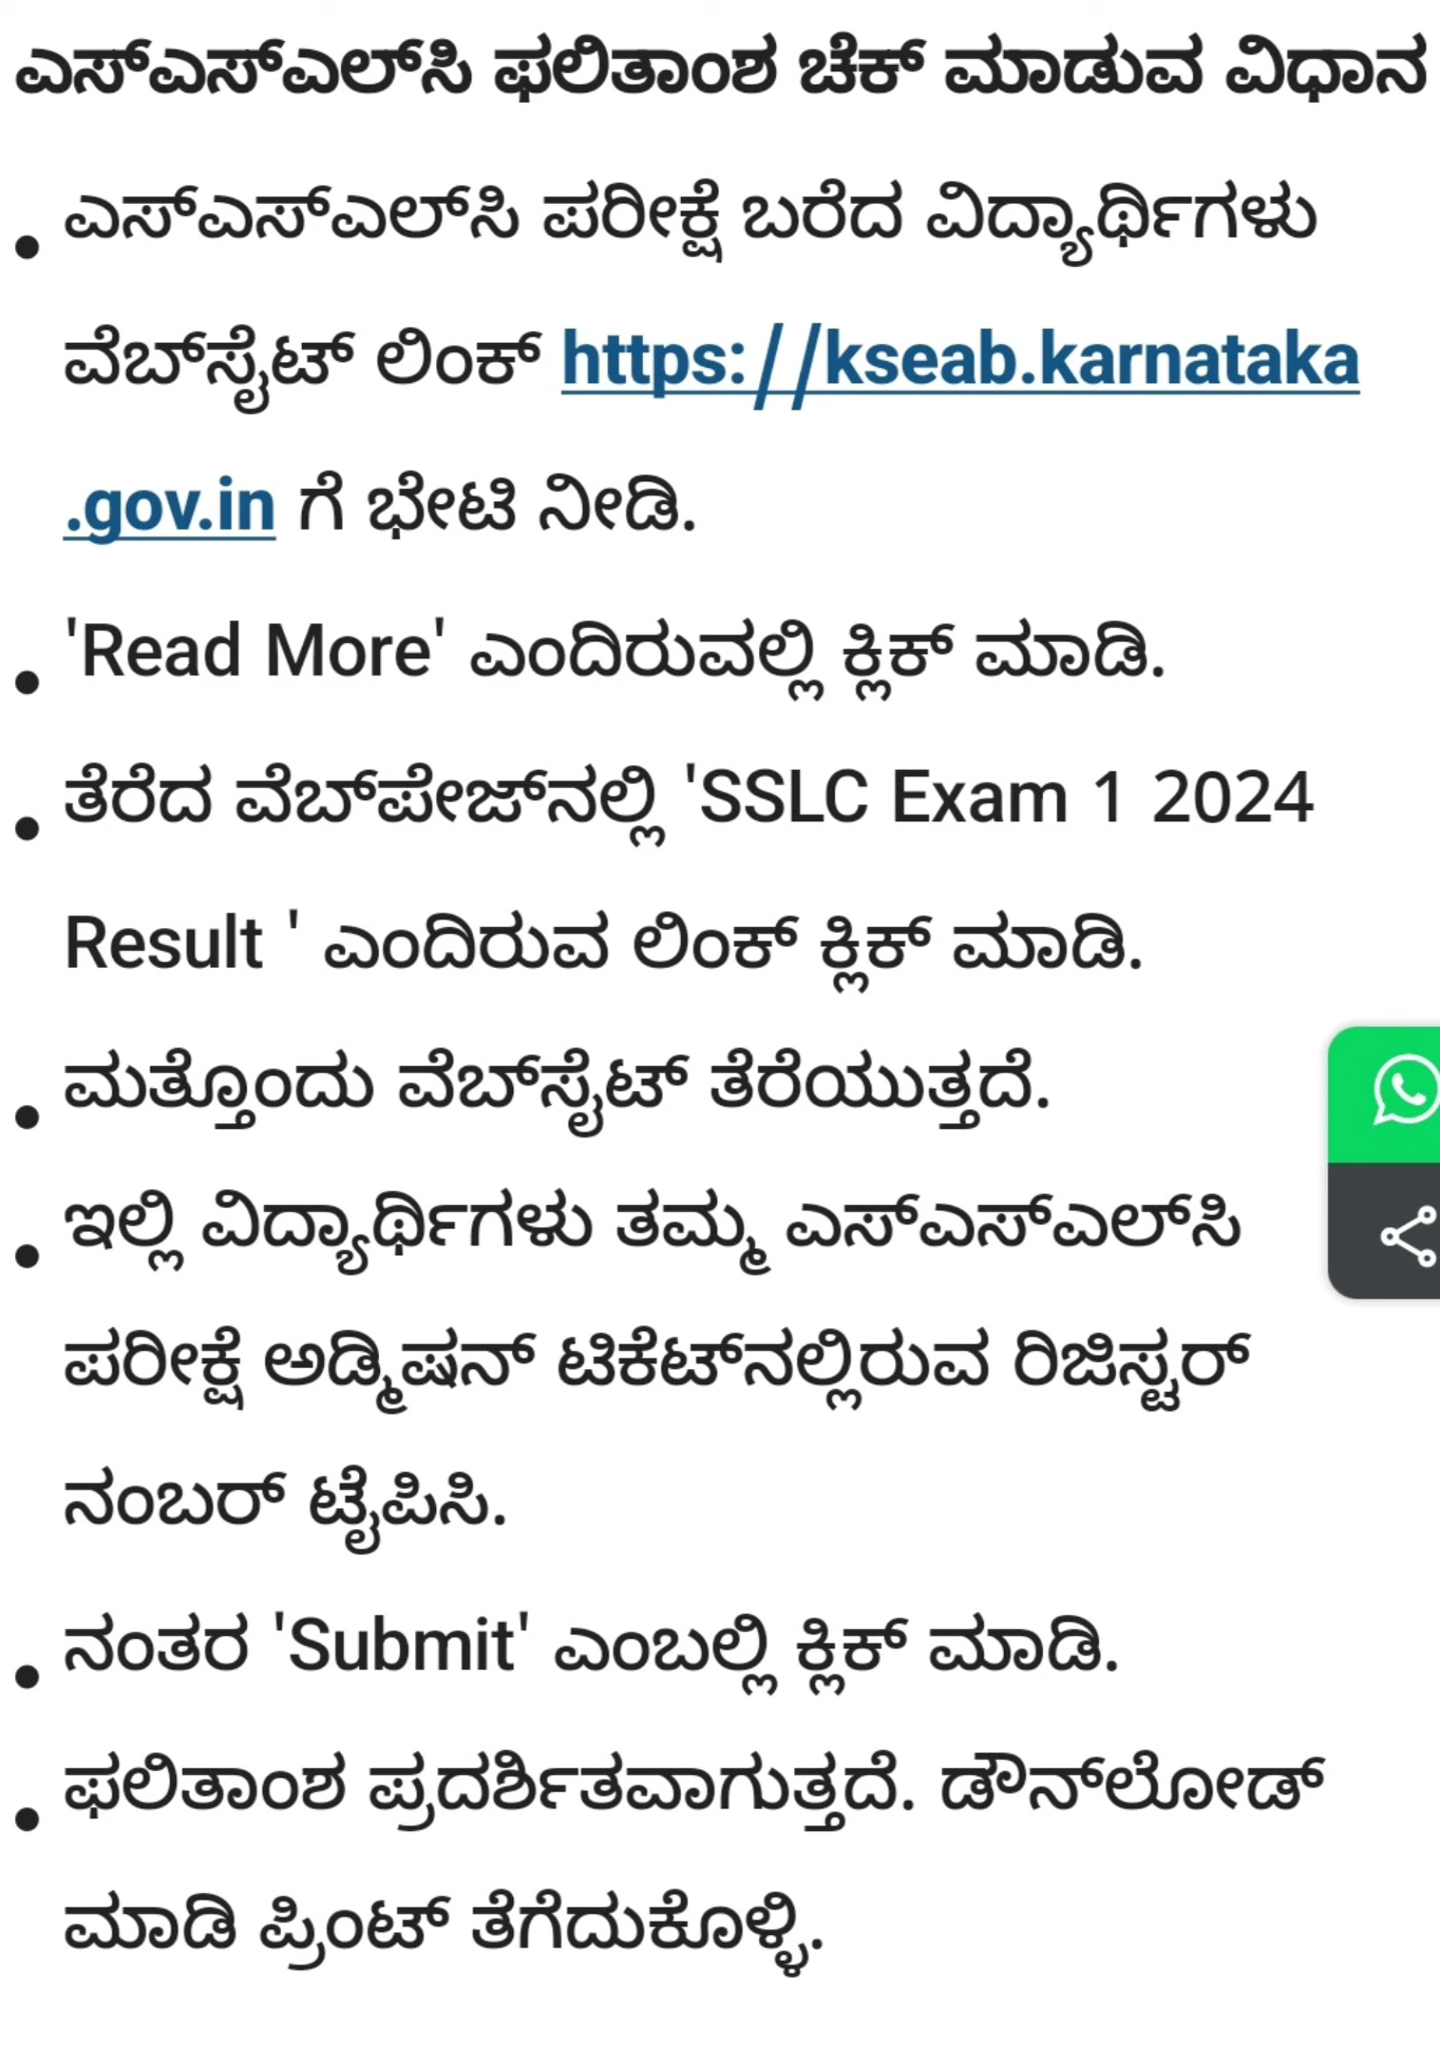 ಎಸ್‌ಎಸ್‌ಎಲ್‌ಸಿ ಫಲಿತಾಂಶ ಚೆಕ್ ಮಾಡುವ ವಿಧಾನ
• ಎಸ್‌ಎಸ್‌ಎಲ್‌ಸಿ ಪರೀಕ್ಷೆ ಬರೆದ ವಿದ್ಯಾರ್ಥಿಗಳು
ವೆಬ್‌ಸೈಟ್‌ ಲಿಂಕ್ https://kseab.karnataka
.gov.in ಗೆ ಭೇಟಿ ನೀಡಿ.
• 'Read More' ಎಂದಿರುವಲ್ಲಿ ಕ್ಲಿಕ್ ಮಾಡಿ.
• ತೆರೆದ ವೆಬ್‌ಪೇಜ್‌ನಲ್ಲಿ 'SSLC Exam 1 2024
Result ' ಎಂದಿರುವ ಲಿಂಕ್ ಕ್ಲಿಕ್ ಮಾಡಿ.
• ಮತ್ತೊಂದು ವೆಬ್‌ಸೈಟ್‌ ತೆರೆಯುತ್ತದೆ.
• ಇಲ್ಲಿ ವಿದ್ಯಾರ್ಥಿಗಳು ತಮ್ಮ ಎಸ್‌ಎಸ್‌ಎಲ್‌ಸಿ
ಪರೀಕ್ಷೆ ಅಡ್ಮಿಷನ್ ಟಿಕೆಟ್‌ನಲ್ಲಿರುವ ರಿಜಿಸ್ಟರ್
ನಂಬರ್ ಟೈಪಿಸಿ.
• ನಂತರ 'Submit' ಎಂಬಲ್ಲಿ ಕ್ಲಿಕ್ ಮಾಡಿ.
• ಫಲಿತಾಂಶ ಪ್ರದರ್ಶಿತವಾಗುತ್ತದೆ. ಡೌನ್‌ಲೋಡ್
ಮಾಡಿ ಪ್ರಿಂಟ್ ತೆಗೆದುಕೊಳ್ಳಿ.